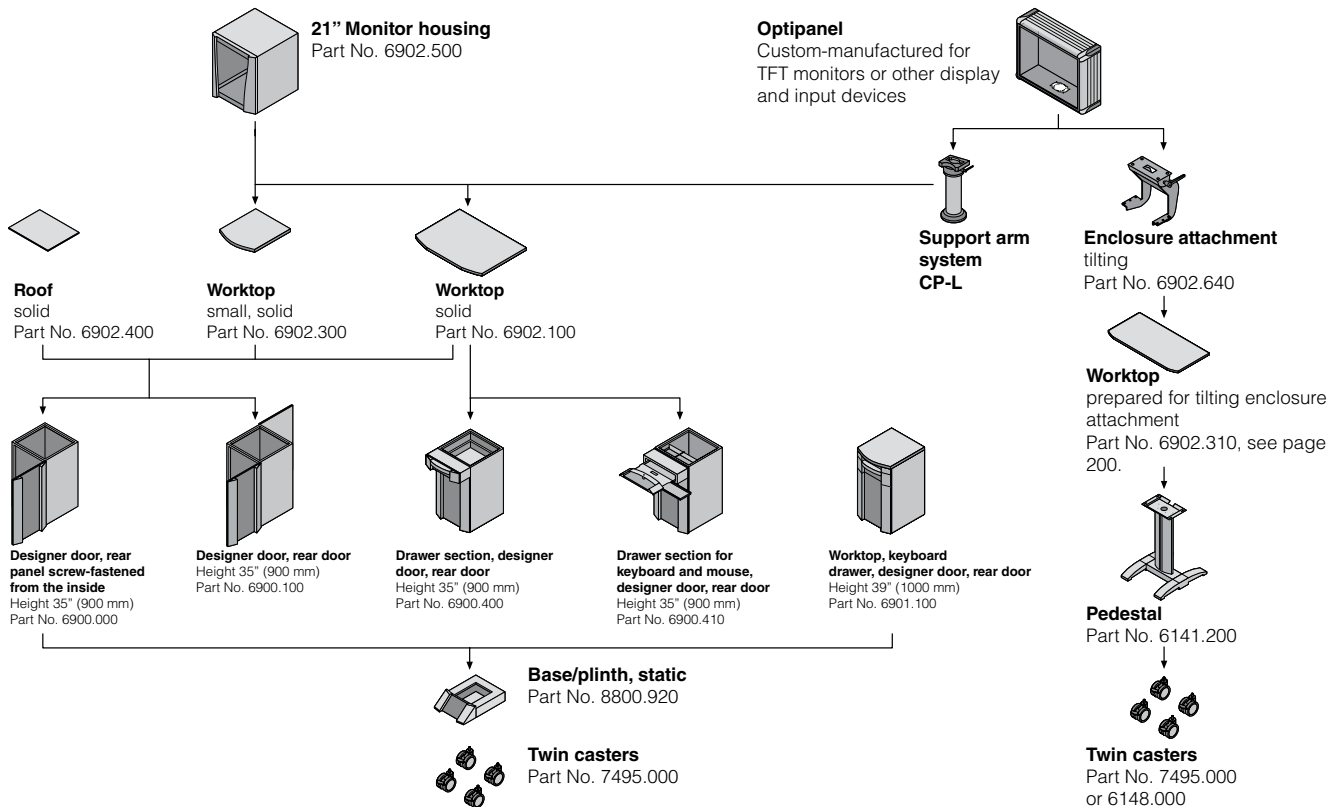 21” Monitor housing
Part No. 6902.500
Optipanel
Custom-manufactured for
TFT monitors or other display
and input devices
Support arm
system
CP-L
Enclosure attachment
tilting
Part No. 6902.640
Roof
solid
Part No. 6902.400
Worktop
small, solid
Part No. 6902.300
Worktop
solid
Part No. 6902.100
Worktop
prepared for tilting enclosure
attachment
Part No. 6902.310, see page
200.
Designer door, rear
panel screw-fastened
from the inside
Height 35" (900 mm)
Part No. 6900.000
Designer door, rear door
Height 35" (900 mm)
Part No. 6900.100
Drawer section, designer
door, rear door
Height 35" (900 mm)
Part No. 6900.400
Drawer section for
keyboard and mouse,
designer door, rear door
Height 35" (900 mm)
Part No. 6900.410
Worktop, keyboard
drawer, designer door, rear door
Height 39" (1000 mm)
Part No. 6901.100
Pedestal
Part No. 6141.200
Base/plinth, static
Part No. 8800.920
Twin casters
Part No. 7495.000
Twin casters
Part No. 7495.000
or 6148.000